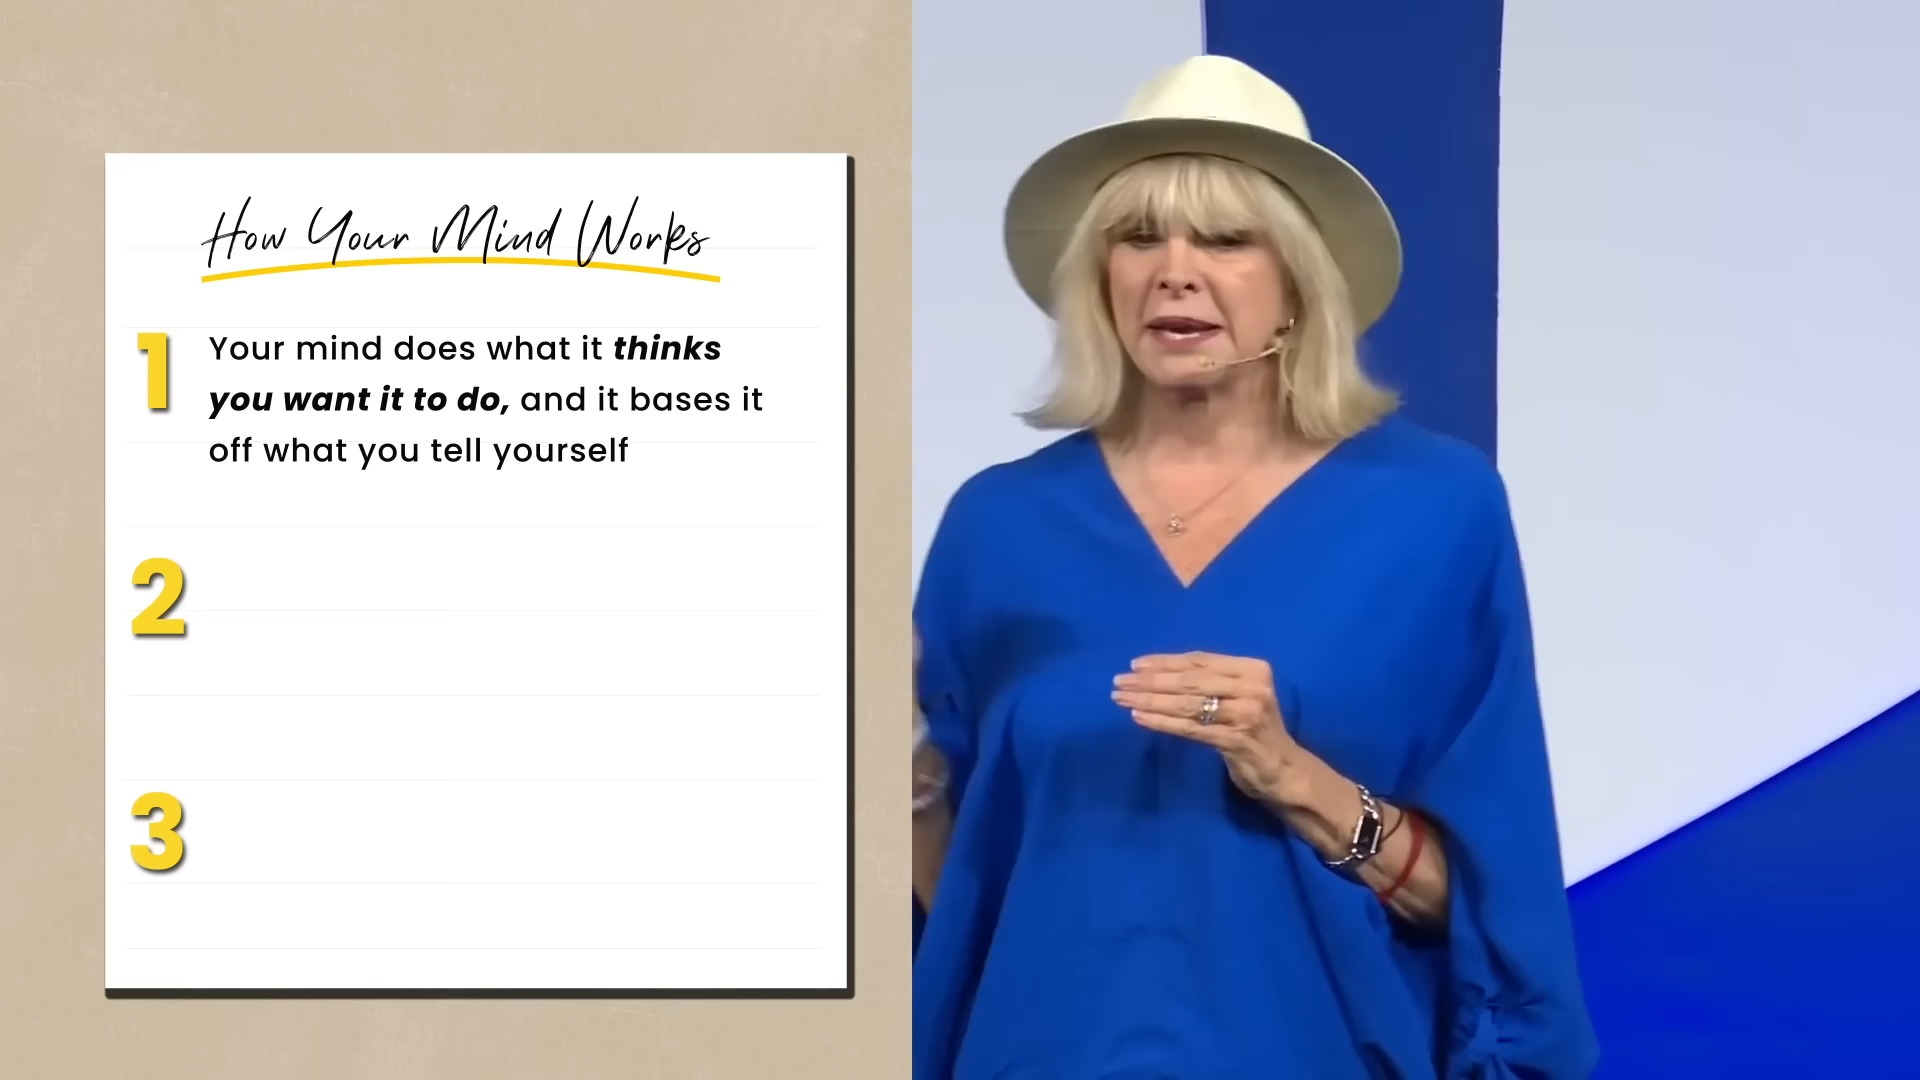 How Your Mind Works
1
Your mind does what it thinks
you want it to do, and it bases it
off what you tell yourself
2
3